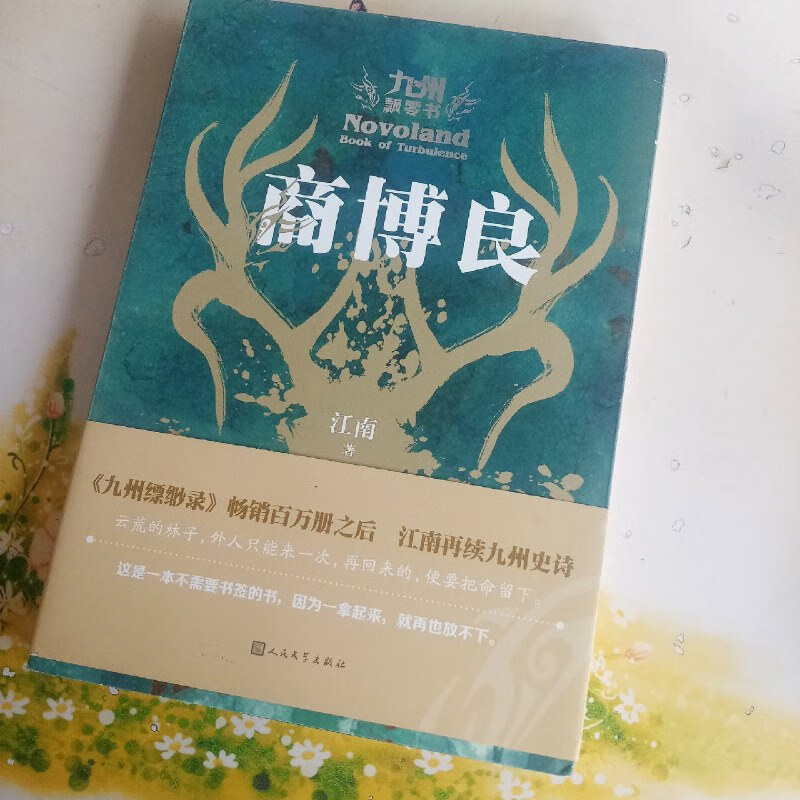 九州
飘零书
Novoland
Book of Turbulence
商博良
江南
著
《九州缥缈录》畅销百万册之后 江南再续九州史诗
云荒的林子,外人只能来一次,再回来的,便要把命留下。
这是一本不需要书签的书,因为一拿起来,就再也放不下。
人民文学出版社